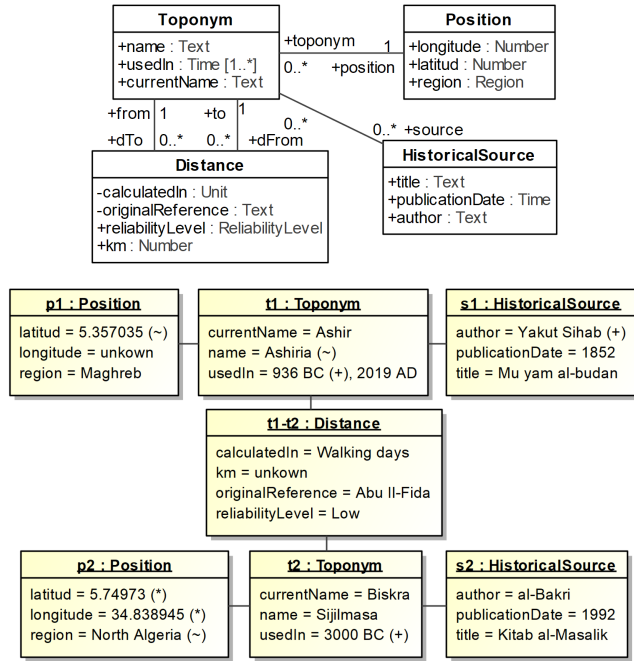 Toponym
+name : Text
+usedIn : Time [1..*]
+currentName : Text
Position
+longitude : Number
+latitud : Number
+region : Region
+toponym
1
0..*
+position
+from
1
+to
1
+dTo
0..*
0..*
+dFrom
0..*
0..*
+source
Distance
-calculatedIn : Unit
-originalReference : Text
+reliabilityLevel : ReliabilityLevel
+km : Number
HistoricalSource
+title : Text
+publicationDate : Time
+author : Text
p1 : Position
latitud = 5.357035 (~)
longitude = unkown
region = Maghreb
t1 : Toponym
currentName = Ashir
name = Ashiria (~)
usedIn = 936 BC (+), 2019 AD
s1 : HistoricalSource
author = Yakut Sihab (+)
publicationDate = 1852
title = Mu yam al-budan
t1-t2 : Distance
calculatedIn = Walking days
km = unkown
originalReference = Abu Il-Fida
reliabilityLevel = Low
p2 : Position
latitud = 5.74973 (*)
longitude = 34.838945 (*)
region = North Algeria (~)
t2 : Toponym
currentName = Biskra
name = Sijilmasa
usedIn = 3000 BC (+)
s2 : HistoricalSource
author = al-Bakri
publicationDate = 1992
title = Kitab al-Masalik